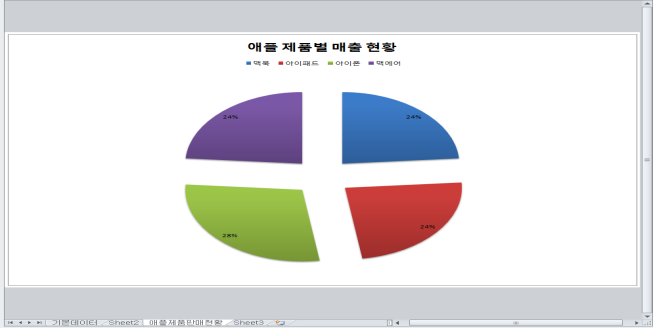 애플 제품별 매출 현황
맥북 아이패드 아이폰 맥에어
24% 24%
28% 24%
기본데이터 Sheet2 애플제품판매현황 Sheet3